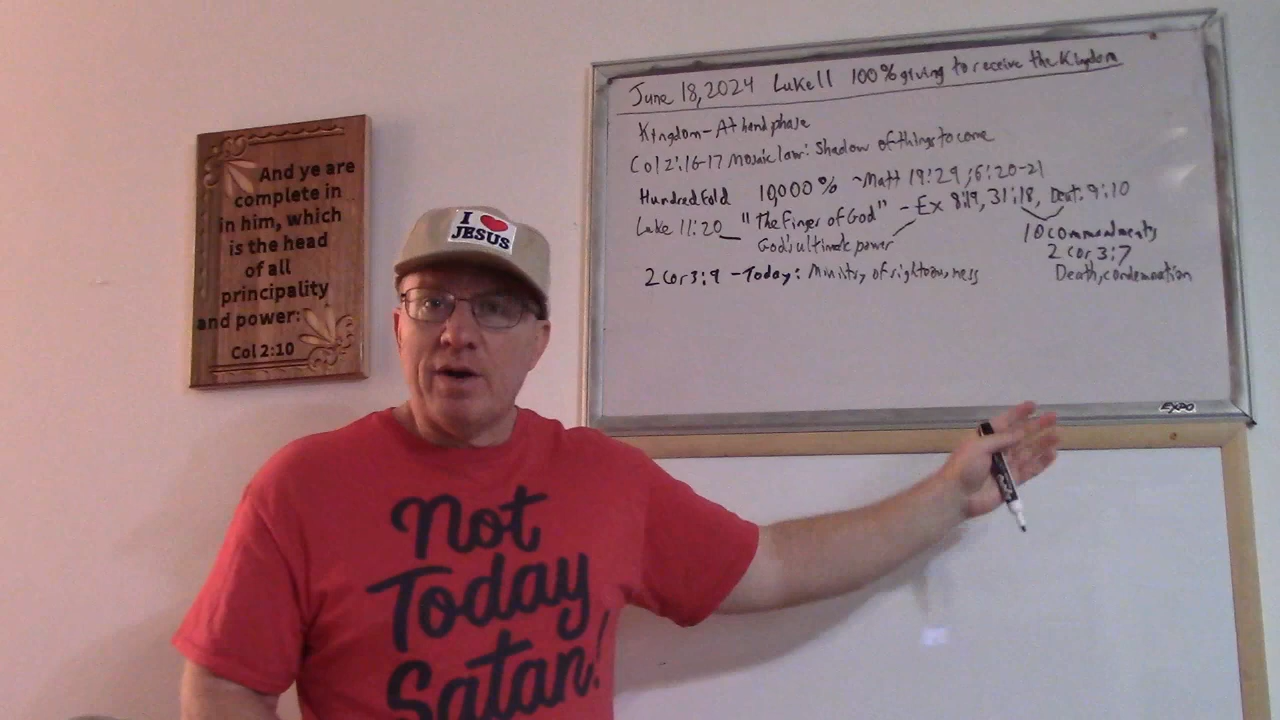 And ye are
complete in
in him, which
is the head
of all
principality
and power:
Col 2:10
I ❤
JESUS
Not
Today
Satan!
June 18, 2024 Luke 11 100% giving to receive the Kingdom
Kingdom - At hand phase
Col 2:16-17 Mosaic law: Shadow of things to come
Hundredfold 10,000% ~Matt 19:29; 6:20-21
Luke 11:20 "The Finger of God" - Ex 8:19, 31:18, Deut. 9:10
God's ultimate power
10 commandments
2 Cor 3:7
Death, condemnation
2 Cor 3:9 - Today: Ministry of righteousness
EXPO